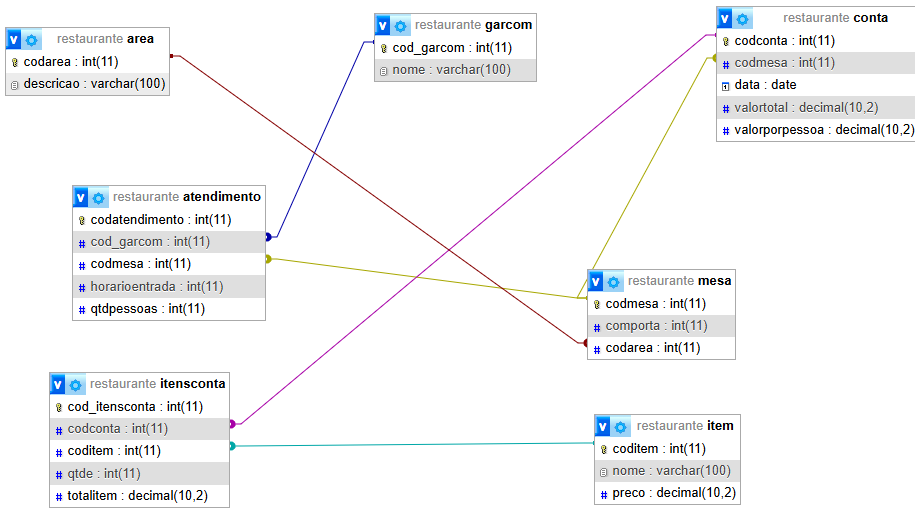 restaurante area
codarea : int(11)
descricao : varchar(100)
restaurante garcom
cod_garcom : int(11)
nome : varchar(100)
restaurante conta
codconta : int(11)
codmesa : int(11)
data : date
valortotal : decimal(10,2)
valorporpessoa : decimal(10,2)
restaurante atendimento
codatendimento : int(11)
cod_garcom : int(11)
codmesa : int(11)
horarioentrada : int(11)
qtdpessoas : int(11)
restaurante mesa
codmesa : int(11)
comporta : int(11)
codarea : int(11)
restaurante itensconta
cod_itensconta : int(11)
codconta : int(11)
coditem : int(11)
qtde : int(11)
totalitem : decimal(10,2)
restaurante item
coditem : int(11)
nome : varchar(100)
preco : decimal(10,2)